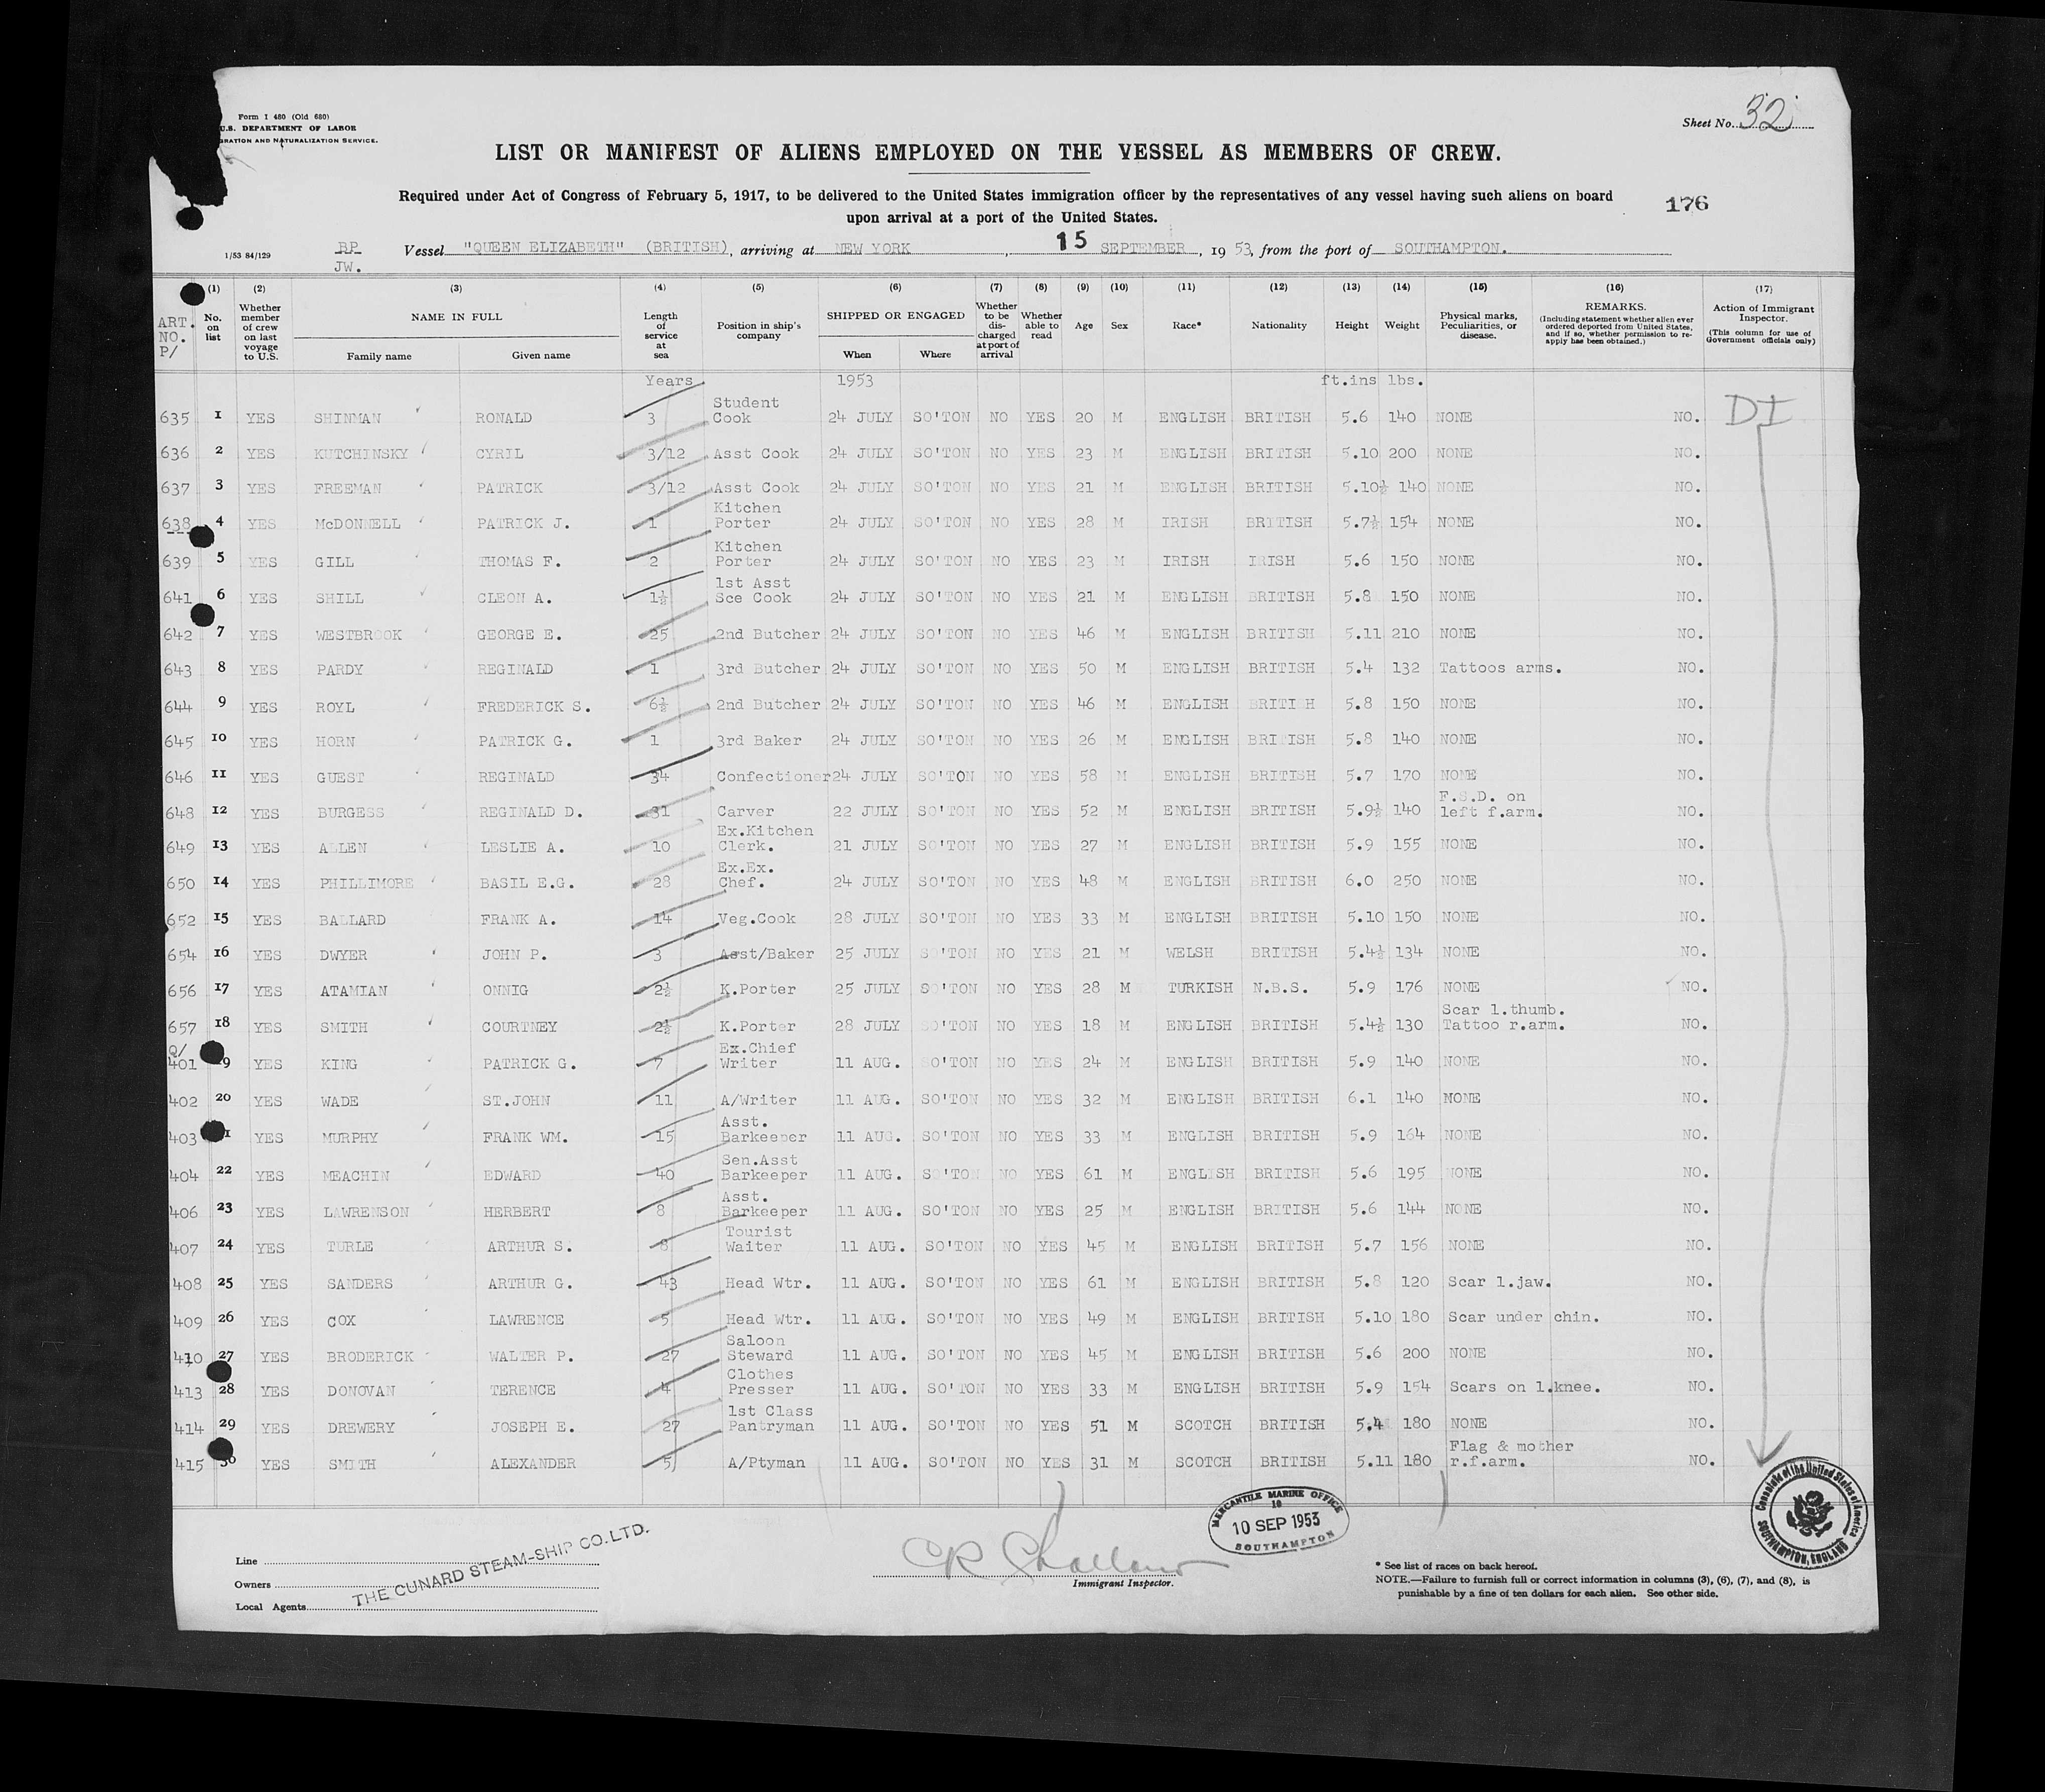 Form I 480 (Old 680)
U.S. DEPARTMENT OF LABOR
GRATION AND NATURALIZATION SERVICE.
Sheet No. 32
LIST OR MANIFEST OF ALIENS EMPLOYED ON THE VESSEL AS MEMBERS OF CREW.
Required under Act of Congress of February 5, 1917, to be delivered to the United States immigration officer by the representatives of any vessel having such aliens on board
upon arrival at a port of the United States.
176
1/53 84/129 BP JW. Vessel "QUEEN ELIZABETH" (BRITISH), arriving at NEW YORK, 15 SEPTEMBER, 1953, from the port of SOUTHAMPTON.
ART. NO. P/ (1) No. on list (2) Whether member of crew on last voyage to U.S. (3) NAME IN FULL Family name Given name (4) Length of service at sea (5) Position in ship's company (6) SHIPPED OR ENGAGED When Where (7) Whether to be discharged at port of arrival (8) Whether able to read (9) Age (10) Sex (11) Race* (12) Nationality (13) Height (14) Weight (15) Physical marks, Peculiarities, or disease. (16) REMARKS. (Including statement whether alien ever ordered deported from United States, and if so, whether permission to re-apply has been obtained.) (17) Action of Immigrant Inspector. (This column for use of Government officials only)
Years 1953 ft.ins lbs.
635 1 YES SHINMAN RONALD 3 Student Cook 24 JULY SO'TON NO YES 20 M ENGLISH BRITISH 5.6 140 NONE NO. DI
636 2 YES KUTCHINSKY CYRIL 3/12 Asst Cook 24 JULY SO'TON NO YES 23 M ENGLISH BRITISH 5.10 200 NONE NO.
637 3 YES FREEMAN PATRICK 3/12 Asst Cook 24 JULY SO'TON NO YES 21 M ENGLISH BRITISH 5.10½ 140 NONE NO.
638 4 YES McDONNELL PATRICK J. 1 Kitchen Porter 24 JULY SO'TON NO YES 28 M IRISH BRITISH 5.7½ 154 NONE NO.
639 5 YES GILL THOMAS F. 2 Kitchen Porter 24 JULY SO'TON NO YES 23 M IRISH IRISH 5.6 150 NONE NO.
641 6 YES SHILL CLEON A. 1½ 1st Asst Sce Cook 24 JULY SO'TON NO YES 21 M ENGLISH BRITISH 5.8 150 NONE NO.
642 7 YES WESTBROOK GEORGE E. 25 2nd Butcher 24 JULY SO'TON NO YES 46 M ENGLISH BRITISH 5.11 210 NONE NO.
643 8 YES PARDY REGINALD 1 3rd Butcher 24 JULY SO'TON NO YES 50 M ENGLISH BRITISH 5.4 132 Tattoos arms. NO.
644 9 YES ROYL FREDERICK S. 6½ 2nd Butcher 24 JULY SO'TON NO YES 46 M ENGLISH BRITI H 5.8 150 NONE NO.
645 10 YES HORN PATRICK G. 1 3rd Baker 24 JULY SO'TON NO YES 26 M ENGLISH BRITISH 5.8 140 NONE NO.
646 11 YES GUEST REGINALD 34 Confectioner 24 JULY SO'TON NO YES 58 M ENGLISH BRITISH 5.7 170 NONE NO.
648 12 YES BURGESS REGINALD D. 31 Carver 22 JULY SO'TON NO YES 52 M ENGLISH BRITISH 5.9½ 140 F.S.D. on left f.arm. NO.
649 13 YES ALLEN LESLIE A. 10 Ex.Kitchen Clerk. 21 JULY SO'TON NO YES 27 M ENGLISH BRITISH 5.9 155 NONE NO.
650 14 YES PHILLIMORE BASIL E.G. 28 Ex.Ex. Chef. 24 JULY SO'TON NO YES 48 M ENGLISH BRITISH 6.0 250 NONE NO.
652 15 YES BALLARD FRANK A. 14 Veg.Cook 28 JULY SO'TON NO YES 33 M ENGLISH BRITISH 5.10 150 NONE NO.
654 16 YES DWYER JOHN P. 3 Asst/Baker 25 JULY SO'TON NO YES 21 M WELSH BRITISH 5.4½ 134 NONE NO.
656 17 YES ATAMIAN ONNIG 2½ K.Porter 25 JULY SO'TON NO YES 28 M TURKISH N.B.S. 5.9 176 NONE NO.
657 18 YES SMITH COURTNEY 2½ K.Porter 28 JULY SO'TON NO YES 18 M ENGLISH BRITISH 5.4½ 130 Scar l.thumb. Tattoo r.arm. NO.
Q/ 401 9 YES KING PATRICK G. 7 Ex.Chief Writer 11 AUG. SO'TON NO YES 24 M ENGLISH BRITISH 5.9 140 NONE NO.
402 20 YES WADE ST.JOHN 11 A/Writer 11 AUG. SO'TON NO YES 32 M ENGLISH BRITISH 6.1 140 NONE NO.
403 1 YES MURPHY FRANK WM. 15 Asst. Barkeeper 11 AUG. SO'TON NO YES 33 M ENGLISH BRITISH 5.9 164 NONE NO.
404 22 YES MEACHIN EDWARD 40 Sen.Asst Barkeeper 11 AUG. SO'TON NO YES 61 M ENGLISH BRITISH 5.6 195 NONE NO.
406 23 YES LAWRENSON HERBERT 8 Asst. Barkeeper 11 AUG. SO'TON NO YES 25 M ENGLISH BRITISH 5.6 144 NONE NO.
407 24 YES TURLE ARTHUR S. 8 Tourist Waiter 11 AUG. SO'TON NO YES 45 M ENGLISH BRITISH 5.7 156 NONE NO.
408 25 YES SANDERS ARTHUR G. 43 Head Wtr. 11 AUG. SO'TON NO YES 61 M ENGLISH BRITISH 5.8 120 Scar l.jaw. NO.
409 26 YES COX LAWRENCE 5 Head Wtr. 11 AUG. SO'TON NO YES 49 M ENGLISH BRITISH 5.10 180 Scar under chin. NO.
410 27 YES BRODERICK WALTER P. 27 Saloon Steward 11 AUG. SO'TON NO YES 45 M ENGLISH BRITISH 5.6 200 NONE NO.
413 28 YES DONOVAN TERENCE 4 Clothes Presser 11 AUG. SO'TON NO YES 33 M ENGLISH BRITISH 5.9 154 Scars on l.knee. NO.
414 29 YES DREWERY JOSEPH E. 27 1st Class Pantryman 11 AUG. SO'TON NO YES 51 M SCOTCH BRITISH 5.4 180 NONE NO.
415 30 YES SMITH ALEXANDER 5 A/Ptyman 11 AUG. SO'TON NO YES 31 M SCOTCH BRITISH 5.11 180 Flag & mother r.f.arm. NO.
Line
Owners
Local Agents
THE CUNARD STEAM-SHIP CO. LTD.
Immigrant Inspector.
MERCANTILE MARINE OFFICE
10
10 SEP 1953
SOUTHAMPTON
* See list of races on back hereof.
NOTE.—Failure to furnish full or correct information in columns (3), (6), (7), and (8), is
punishable by a fine of ten dollars for each alien. See other side.
Consulate of the United States of America
SOUTHAMPTON, ENGLAND